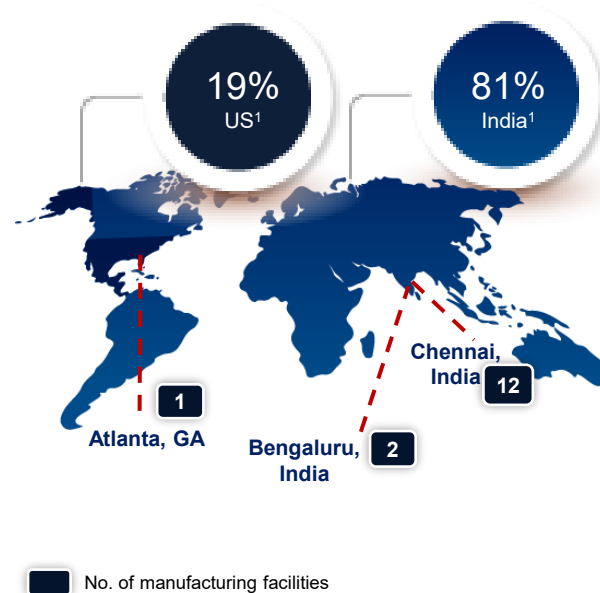 19%
US¹
81%
India¹
Chennai,
India
12
1
Atlanta, GA
Bengaluru,
India
2
No. of manufacturing facilities